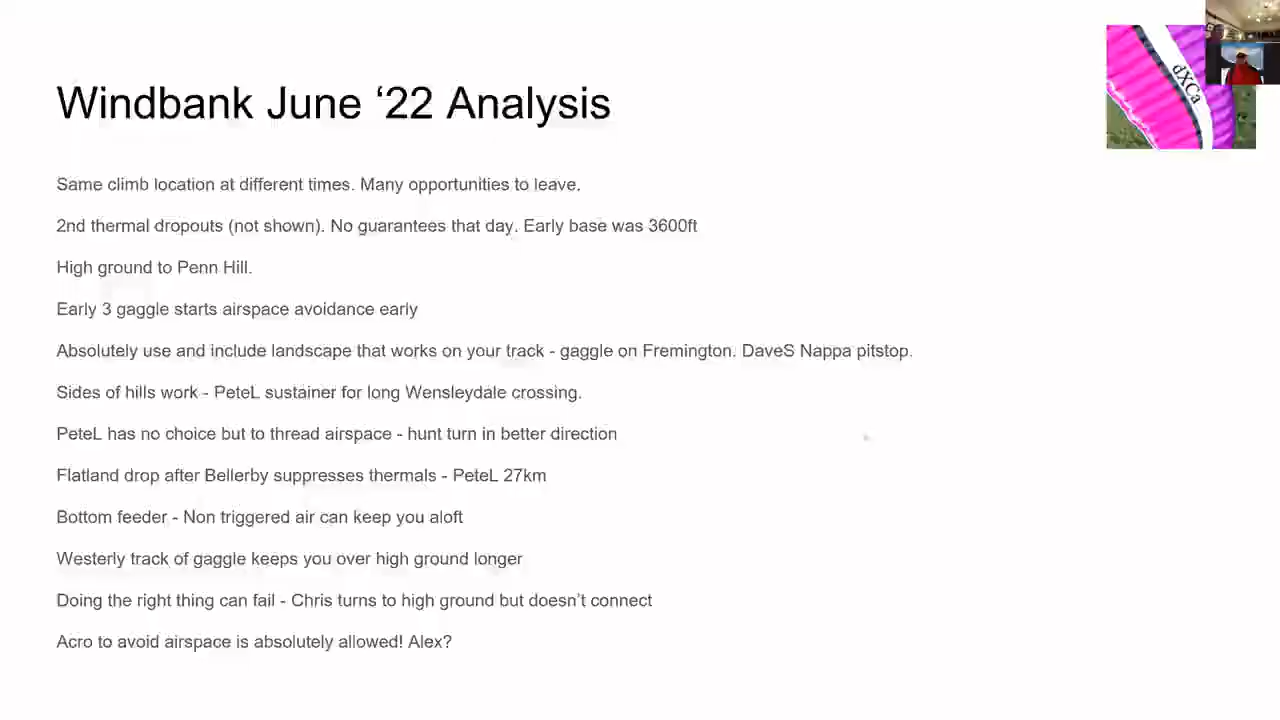 Windbank June ‘22 Analysis
dXCa
Same climb location at different times. Many opportunities to leave.
2nd thermal dropouts (not shown). No guarantees that day. Early base was 3600ft
High ground to Penn Hill.
Early 3 gaggle starts airspace avoidance early
Absolutely use and include landscape that works on your track - gaggle on Fremington. DaveS Nappa pitstop.
Sides of hills work - PeteL sustainer for long Wensleydale crossing.
PeteL has no choice but to thread airspace - hunt turn in better direction
Flatland drop after Bellerby suppresses thermals - PeteL 27km
Bottom feeder - Non triggered air can keep you aloft
Westerly track of gaggle keeps you over high ground longer
Doing the right thing can fail - Chris turns to high ground but doesn’t connect
Acro to avoid airspace is absolutely allowed! Alex?